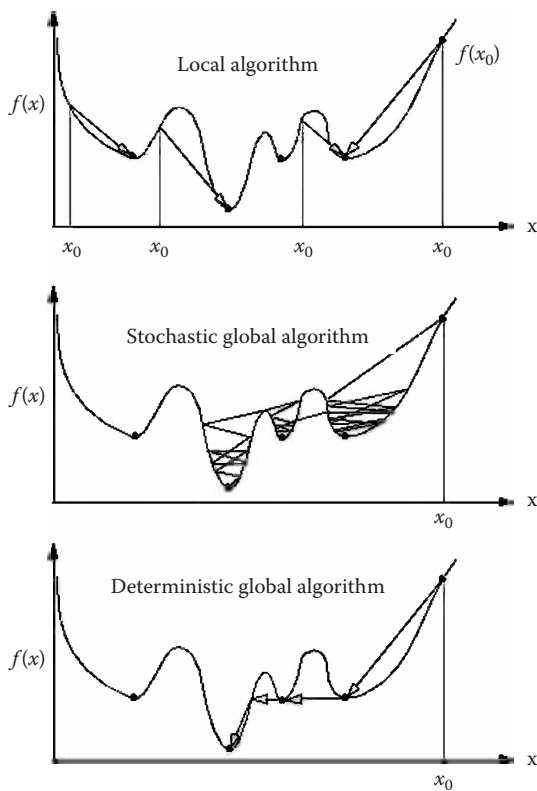 Local algorithm
f(x₀)
f(x)
x
x₀ x₀ x₀ x₀
Stochastic global algorithm
f(x)
x
x₀
Deterministic global algorithm
f(x)
x
x₀